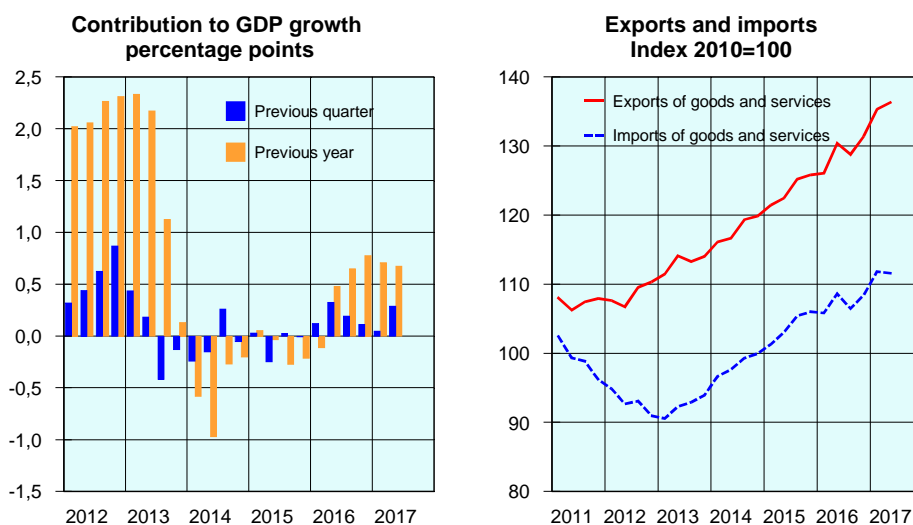 Contribution to GDP growth
percentage points
2,5
2,0
1,5
1,0
0,5
0,0
-0,5
-1,0
-1,5
Previous quarter
Previous year
2012 2013 2014 2015 2016 2017
Exports and imports
Index 2010=100
140
130
120
110
100
90
80
Exports of goods and services
Imports of goods and services
2011 2012 2013 2014 2015 2016 2017